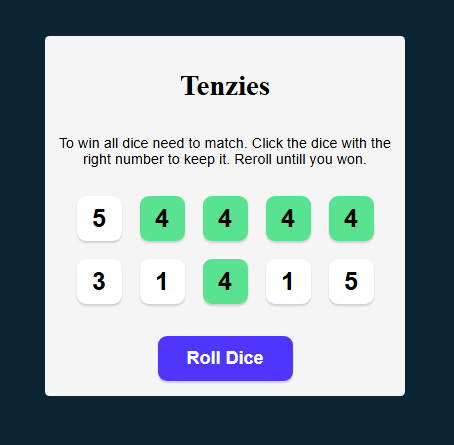 Tenzies
To win all dice need to match. Click the dice with the
right number to keep it. Reroll untill you won.
5 4 4 4 4
3 1 4 1 5
Roll Dice